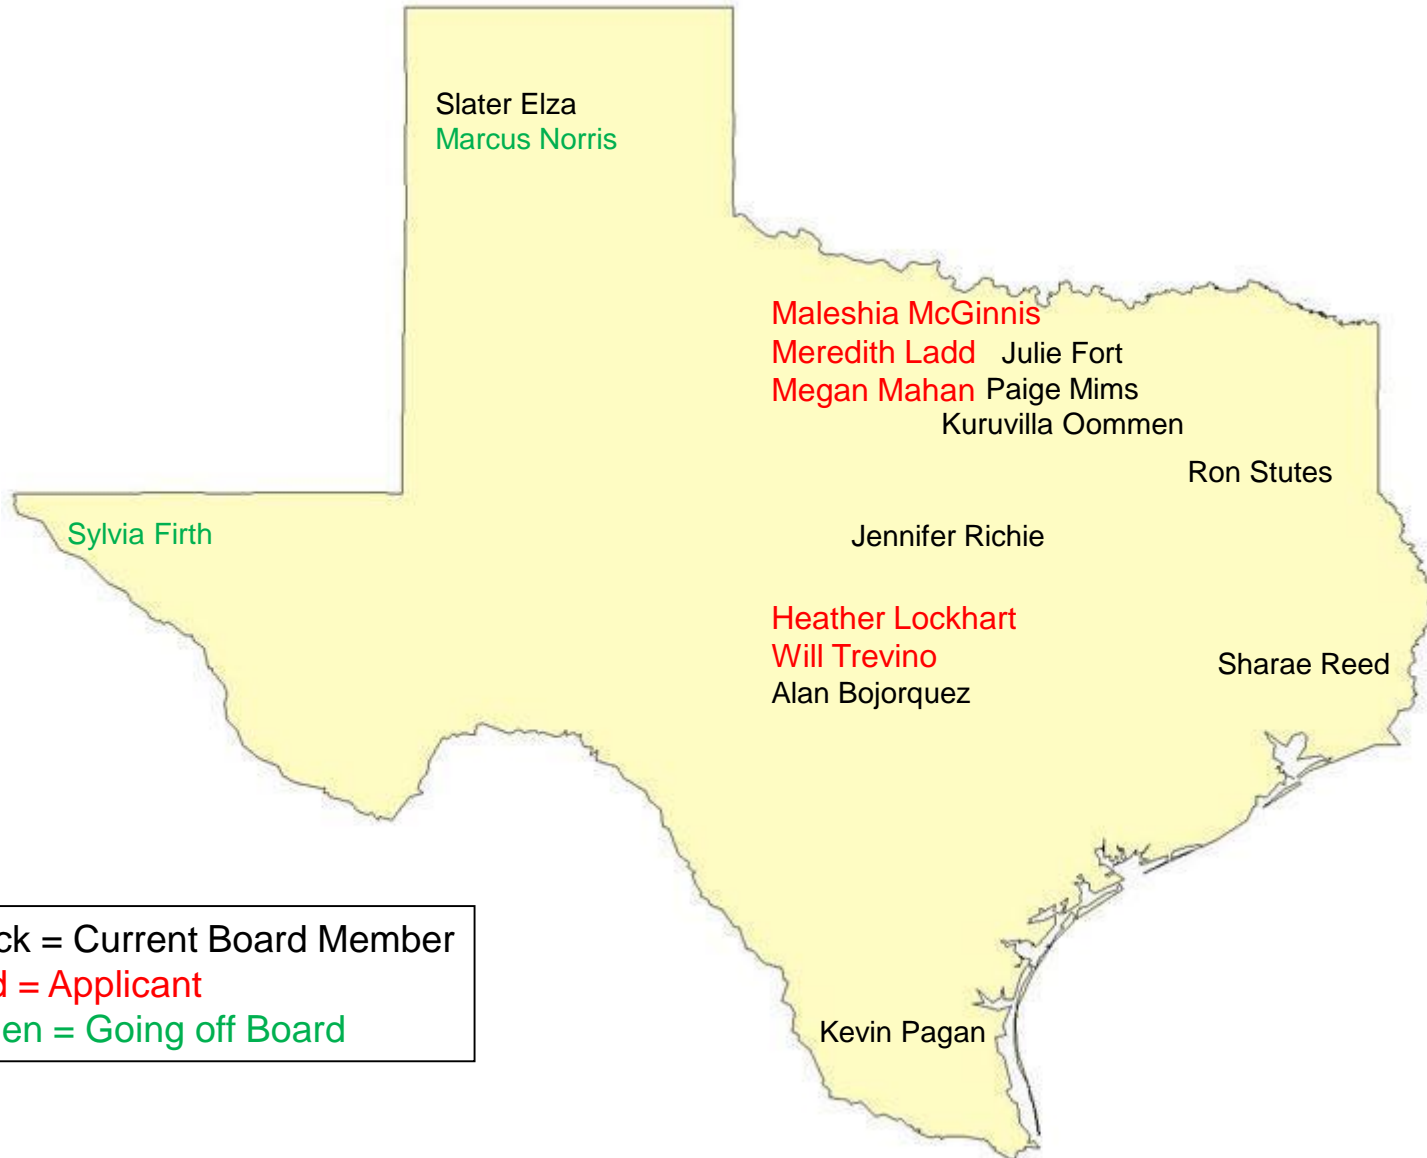 Slater Elza
Marcus Norris
Maleshia McGinnis
Meredith Ladd Julie Fort
Megan Mahan Paige Mims
Kuruvilla Oommen
Ron Stutes
Sylvia Firth
Jennifer Richie
Heather Lockhart
Will Trevino
Sharae Reed
Alan Bojorquez
ck = Current Board Member
d = Applicant
en = Going off Board
Kevin Pagan